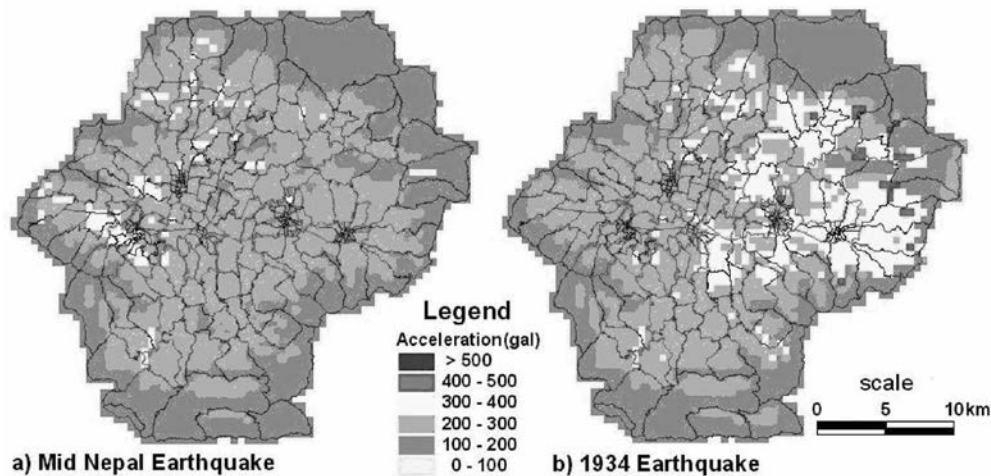 Legend
Acceleration(gal)
> 500
400 - 500
300 - 400
200 - 300
100 - 200
0 - 100
scale
0 5 10km
a) Mid Nepal Earthquake
b) 1934 Earthquake